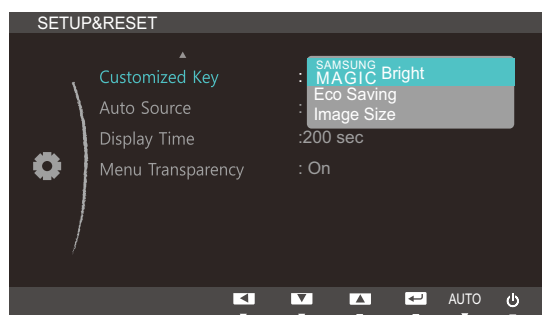 SETUP&RESET
Customized Key : SAMSUNG MAGIC Bright
Eco Saving
Auto Source :
Image Size
Display Time :200 sec
Menu Transparency : On
AUTO